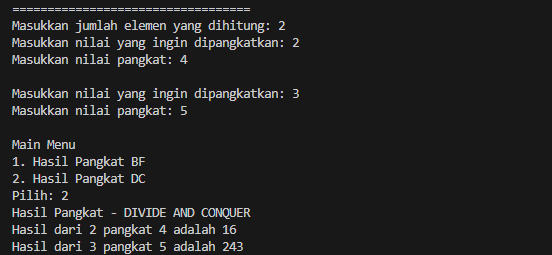 ==================================
Masukkan jumlah elemen yang dihitung: 2
Masukkan nilai yang ingin dipangkatkan: 2
Masukkan nilai pangkat: 4
Masukkan nilai yang ingin dipangkatkan: 3
Masukkan nilai pangkat: 5
Main Menu
1. Hasil Pangkat BF
2. Hasil Pangkat DC
Pilih: 2
Hasil Pangkat - DIVIDE AND CONQUER
Hasil dari 2 pangkat 4 adalah 16
Hasil dari 3 pangkat 5 adalah 243